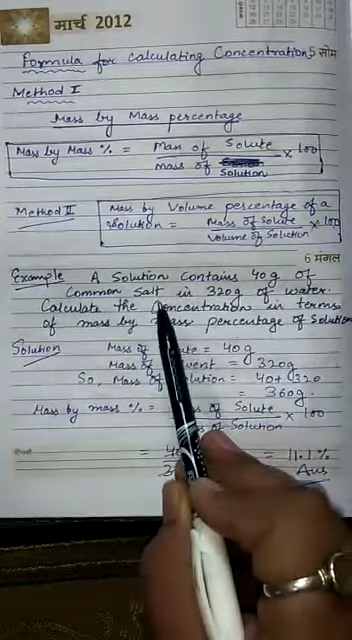 मार्च 2012
Formula for Calculating Concentration 5 सोम
Method I
Mass by Mass percentage
Mass by Mass % = Mass of Solute × 100
Mass of Solution
Method II
Mass by Volume percentage of a
Solution = Mass of Solute × 100
Volume of Solution
6 मंगल
Example A Solution contains 40g of
Common Salt in 320g of water.
Calculate the Concentration in terms
of mass by Mass percentage of Solution
Solution Mass of Solute = 40g
Mass of Solvent = 320g
So, Mass of Solution = 40+320
= 360g.
Mass by mass % = of Solute × 100
of Solution
= = 11.1%
Ans